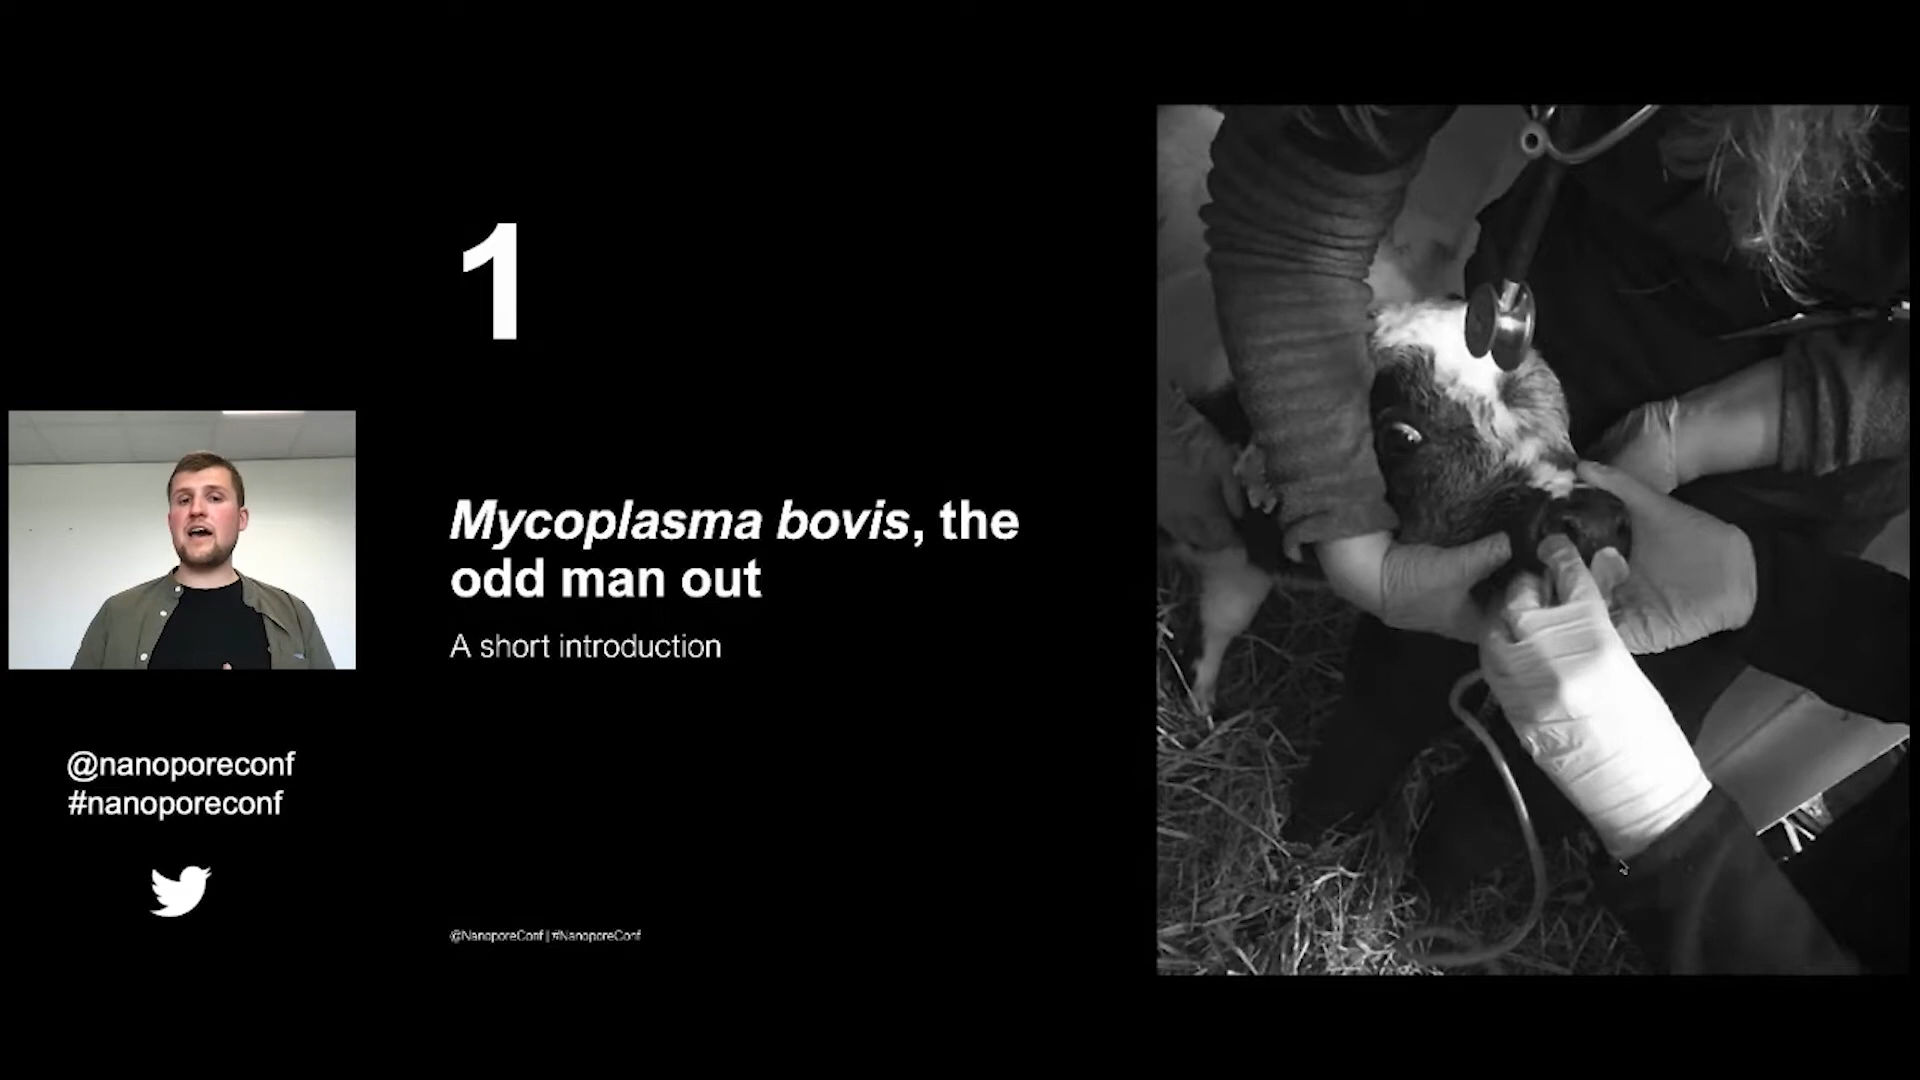 1
Mycoplasma bovis, the
odd man out
A short introduction
@nanoporeconf
#nanoporeconf
@NanoporeConf | #NanoporeConf